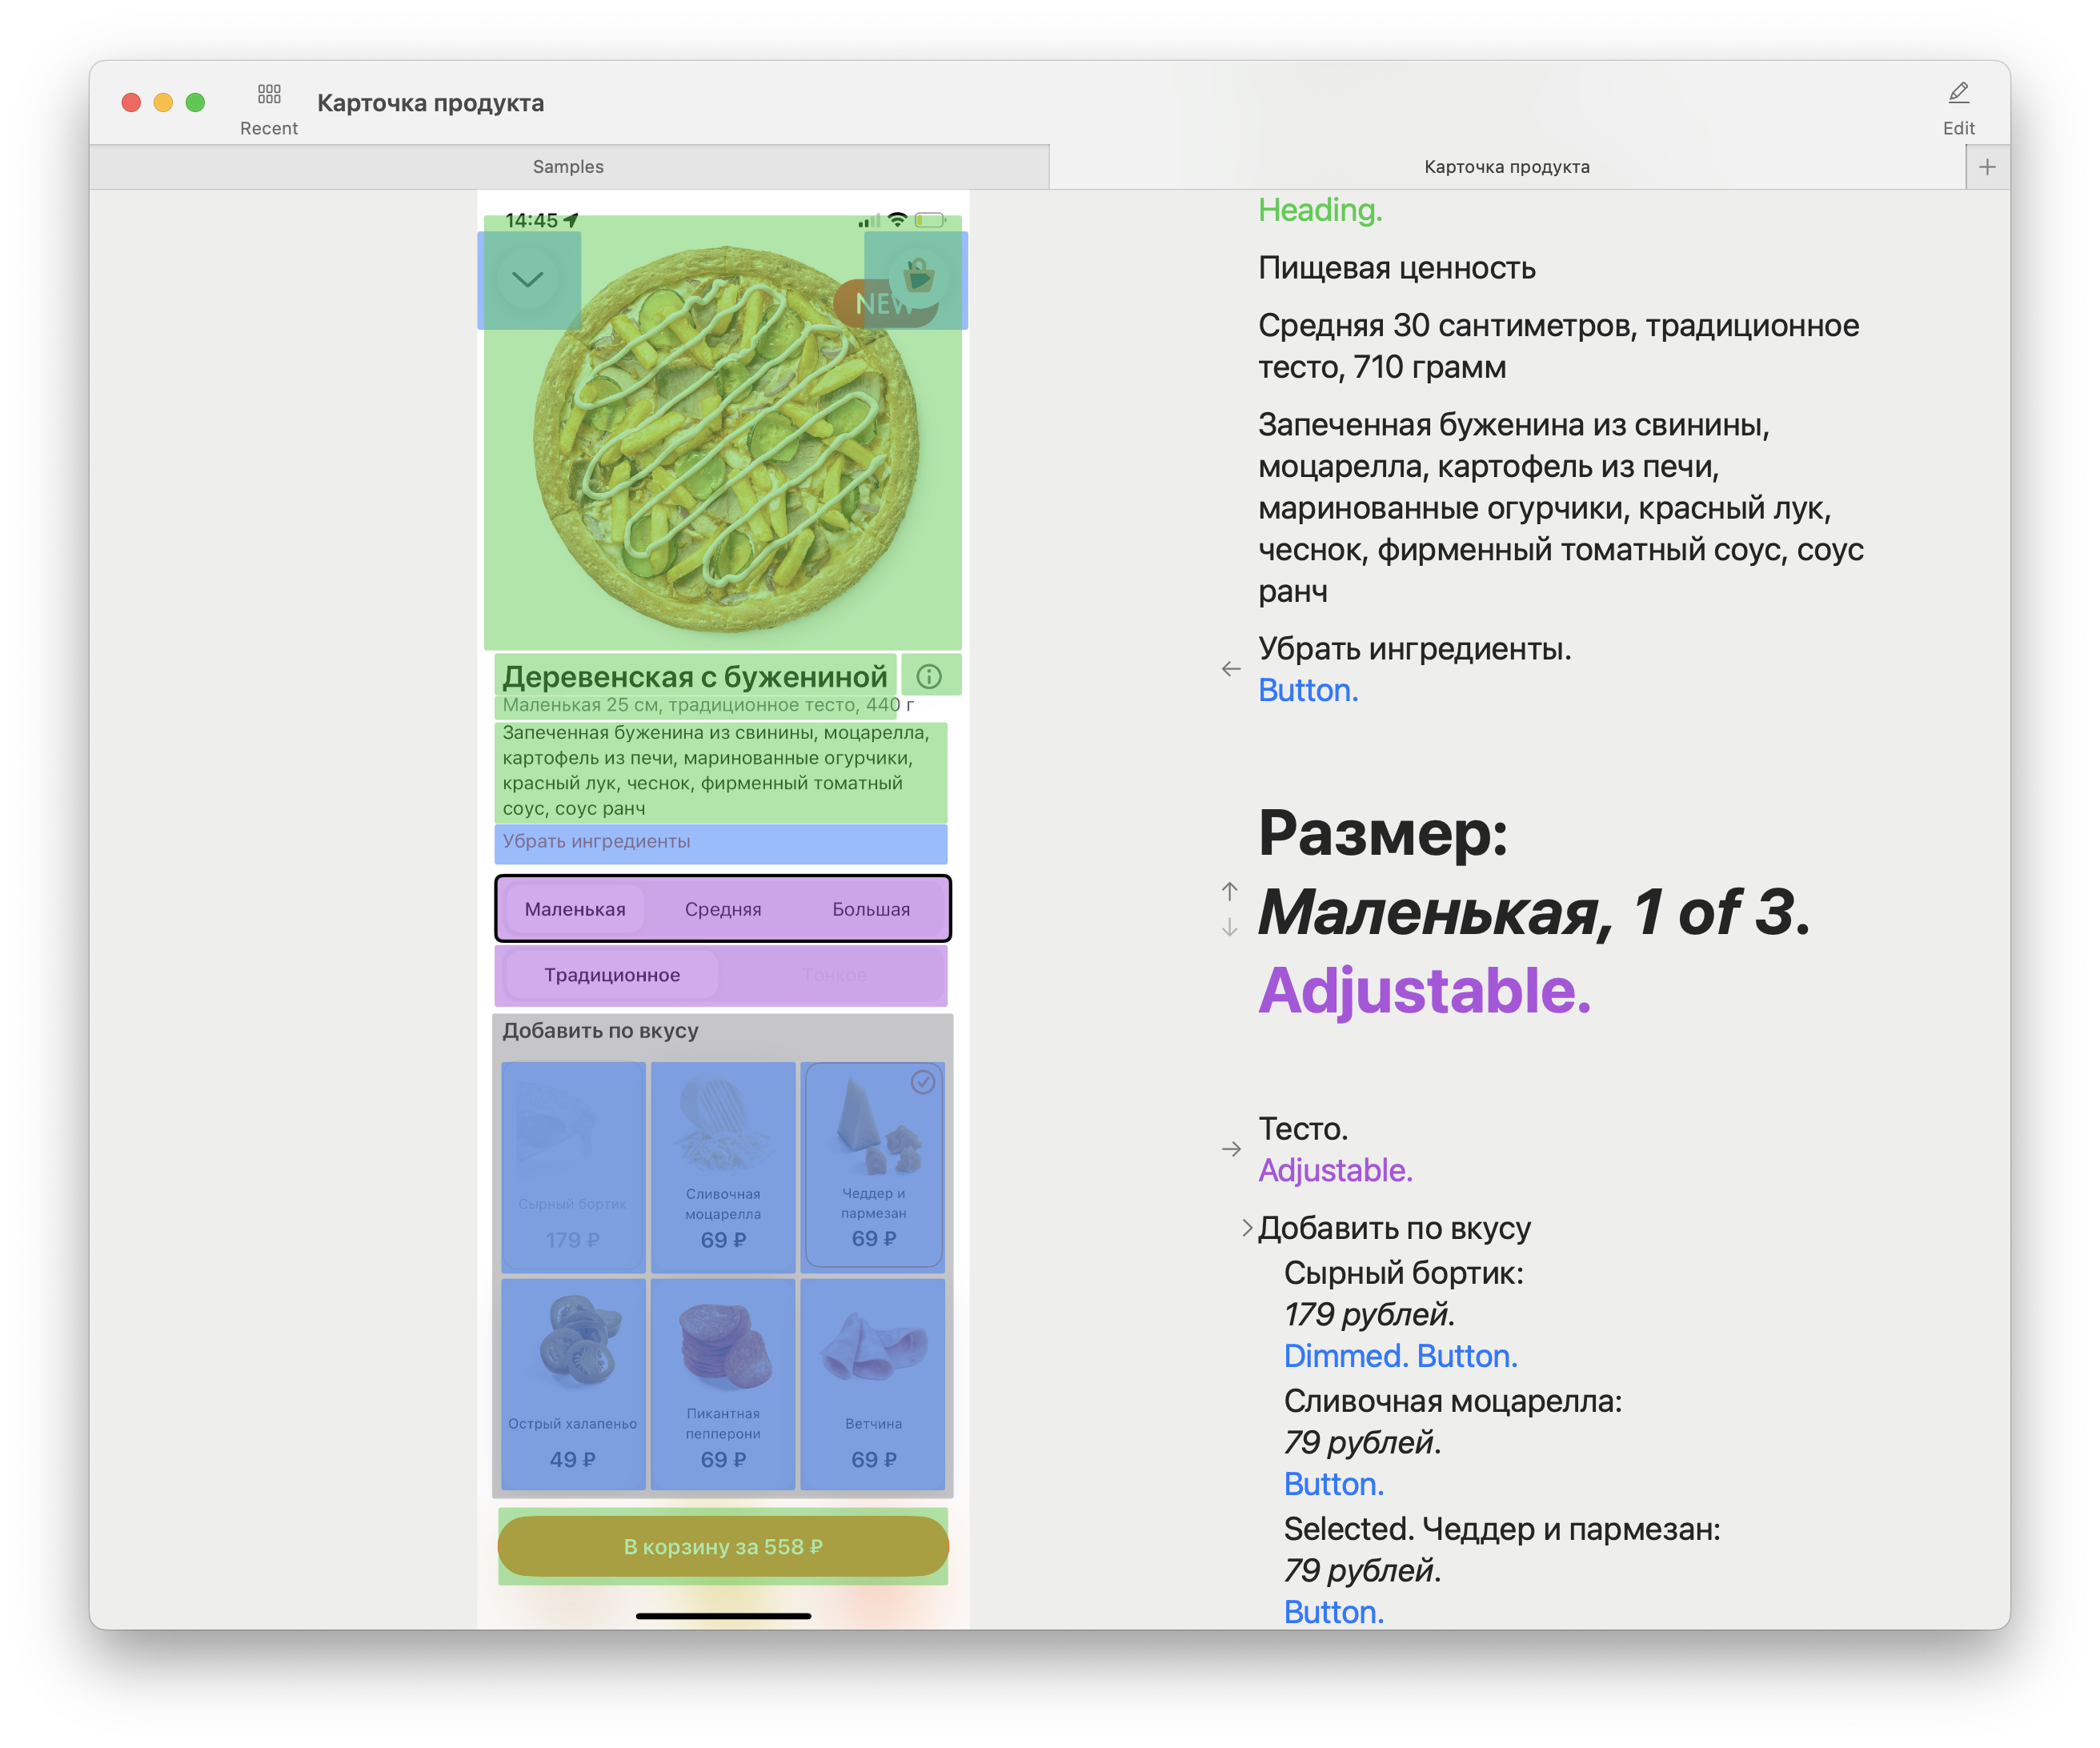 Recent
Карточка продукта
Edit
Samples
Карточка продукта
14:45
NEW
Деревенская с бужениной
Маленькая 25 см, традиционное тесто, 440 г
Запеченная буженина из свинины, моцарелла,
картофель из печи, маринованные огурчики,
красный лук, чеснок, фирменный томатный
соус, соус ранч
Убрать ингредиенты
Маленькая Средняя Большая
Традиционное Тонкое
Добавить по вкусу
Сырный бортик
179 ₽
Сливочная
моцарелла
69 ₽
Чеддер и
пармезан
69 ₽
Острый халапеньо
49 ₽
Пикантная
пепперони
69 ₽
Ветчина
69 ₽
В корзину за 558 ₽
Heading.
Пищевая ценность
Средняя 30 сантиметров, традиционное
тесто, 710 грамм
Запеченная буженина из свинины,
моцарелла, картофель из печи,
маринованные огурчики, красный лук,
чеснок, фирменный томатный соус, соус
ранч
Убрать ингредиенты.
Button.
Размер:
Маленькая, 1 of 3.
Adjustable.
Тесто.
Adjustable.
Добавить по вкусу
Сырный бортик:
179 рублей.
Dimmed. Button.
Сливочная моцарелла:
79 рублей.
Button.
Selected. Чеддер и пармезан:
79 рублей.
Button.